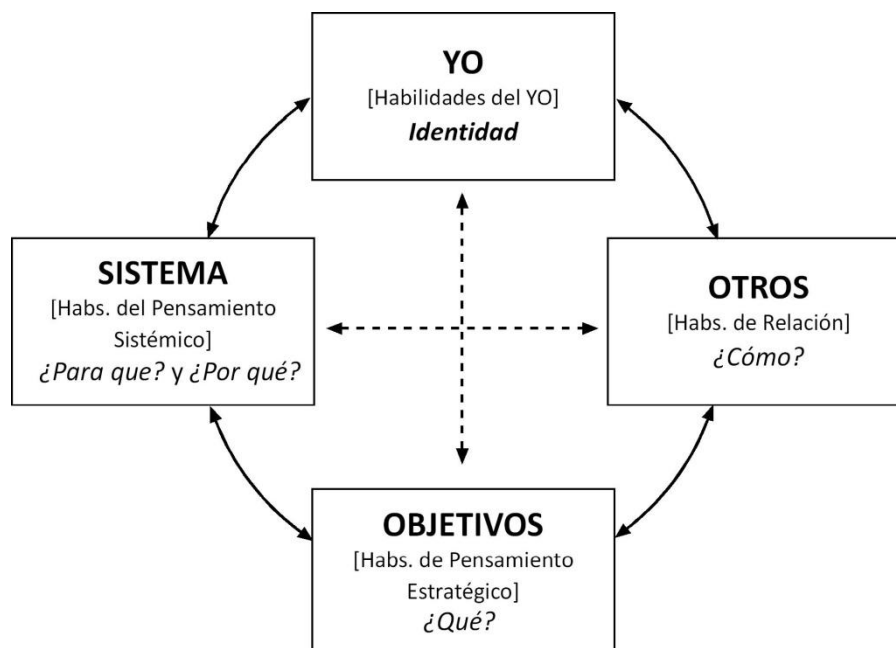 YO
[Habilidades del YO]
Identidad
SISTEMA
[Habs. del Pensamiento
Sistémico]
¿Para que? y ¿Por qué?
OTROS
[Habs. de Relación]
¿Cómo?
OBJETIVOS
[Habs. de Pensamiento
Estratégico]
¿Qué?